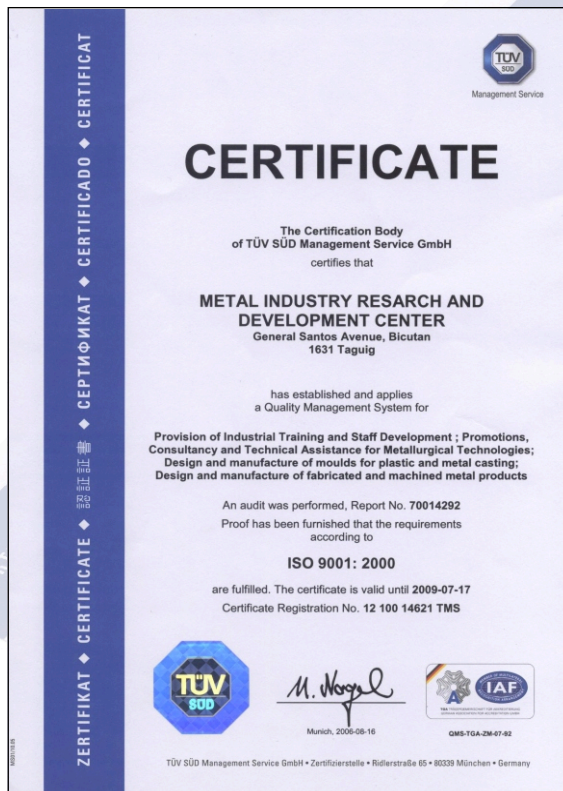 ZERTIFIKAT ◆ CERTIFICATE ◆ 認証証書 ◆ СЕРТИФИКАТ ◆ CERTIFICADO ◆ CERTIFICAT
TÜV
SÜD
Management Service
CERTIFICATE
The Certification Body
of TÜV SÜD Management Service GmbH
certifies that
METAL INDUSTRY RESARCH AND
DEVELOPMENT CENTER
General Santos Avenue, Bicutan
1631 Taguig
has established and applies
a Quality Management System for
Provision of Industrial Training and Staff Development ; Promotions,
Consultancy and Technical Assistance for Metallurgical Technologies;
Design and manufacture of moulds for plastic and metal casting;
Design and manufacture of fabricated and machined metal products
An audit was performed, Report No. 70014292
Proof has been furnished that the requirements
according to
ISO 9001: 2000
are fulfilled. The certificate is valid until 2009-07-17
Certificate Registration No. 12 100 14621 TMS
TÜV
SÜD
M. Nagel
Munich, 2006-08-16
A
IAF
QMS-TGA-ZM-07-92
TÜV SÜD Management Service GmbH • Zertifizierstelle • Ridlerstraße 65 • 80339 München • Germany